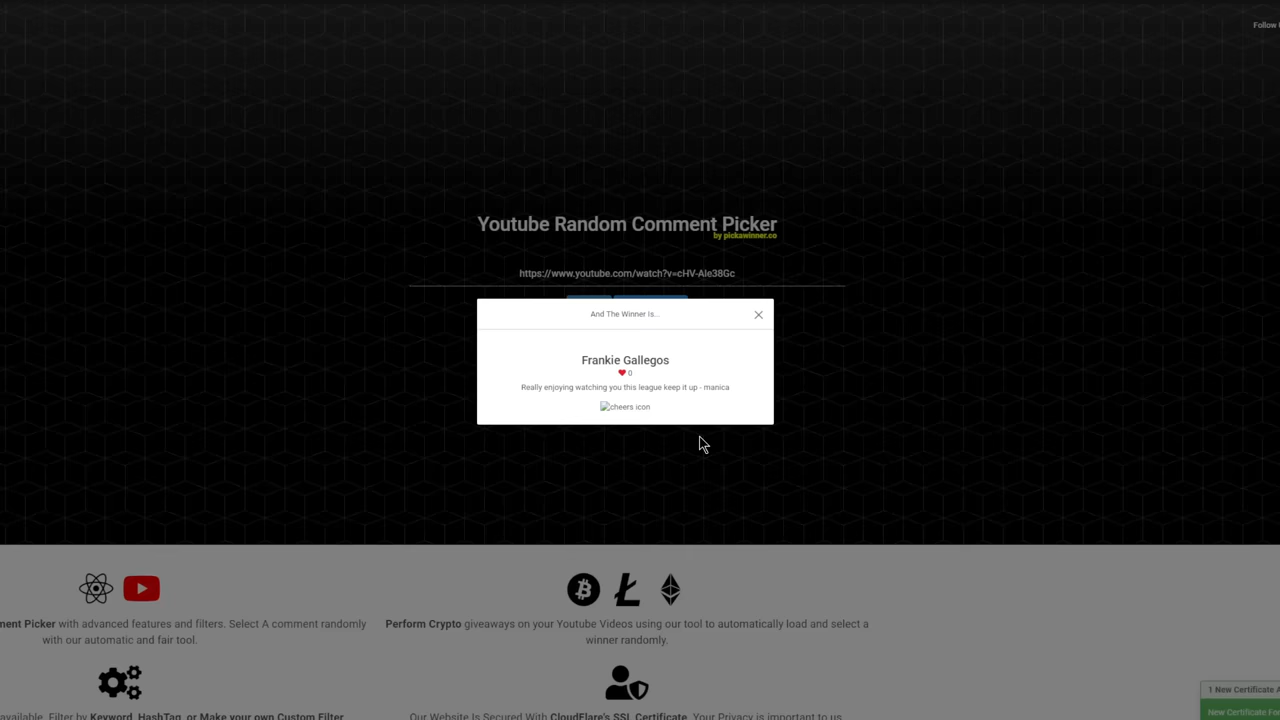 Follow
Youtube Random Comment Picker
by pickawinner.co
https://www.youtube.com/watch?v=cHV-AIe38Gc
And The Winner is...
Frankie Gallegos
0
Really enjoying watching you this league keep it up - manica
cheers icon
ment Picker with advanced features and filters. Select A comment randomly
with our automatic and fair tool.
Perform Crypto giveaways on your Youtube Videos using our tool to automatically load and select a
winner randomly.
available. Filter by Keyword, HashTag, or Make your own Custom Filter
Our Website Is Secured With CloudFlare's SSL Certificate. Your Privacy is important to us
1 New Certificate A
New Certificate For